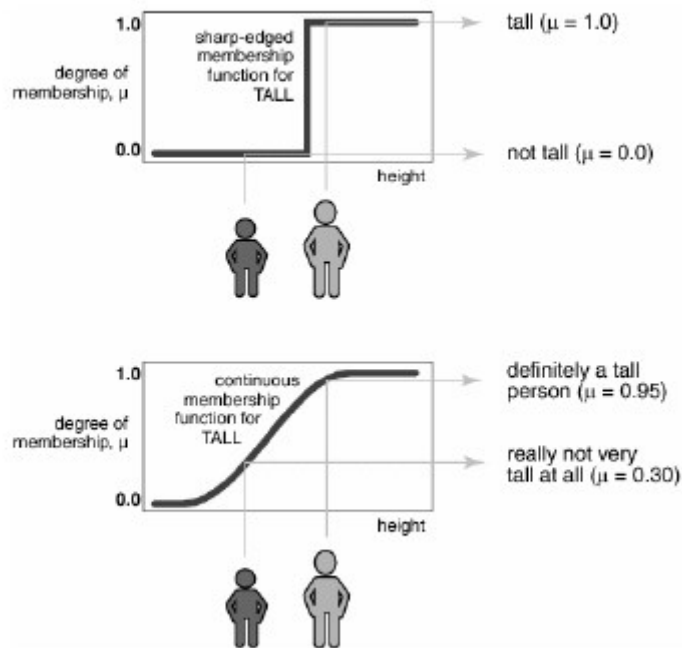 1.0
sharp-edged
membership
function for
TALL
degree of
membership, μ
0.0
height
tall (μ = 1.0)
not tall (μ = 0.0)
1.0
continuous
membership
function for
TALL
degree of
membership, μ
0.0
height
definitely a tall
person (μ = 0.95)
really not very
tall at all (μ = 0.30)